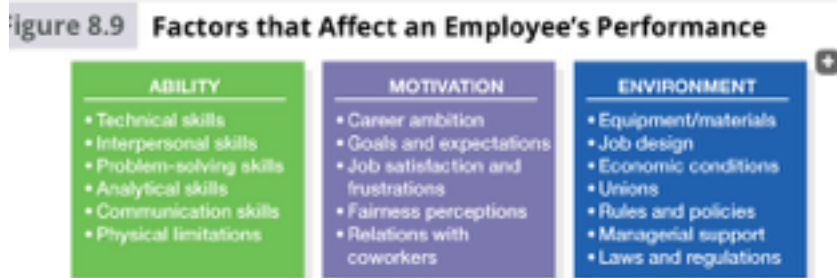 igure 8.9 Factors that Affect an Employee's Performance
ABILITY
• Technical skills
• Interpersonal skills
• Problem-solving skills
• Analytical skills
• Communication skills
• Physical limitations
MOTIVATION
• Career ambition
• Goals and expectations
• Job satisfaction and
frustrations
• Fairness perceptions
• Relations with
coworkers
ENVIRONMENT
• Equipment/materials
• Job design
• Economic conditions
• Unions
• Rules and policies
• Managerial support
• Laws and regulations